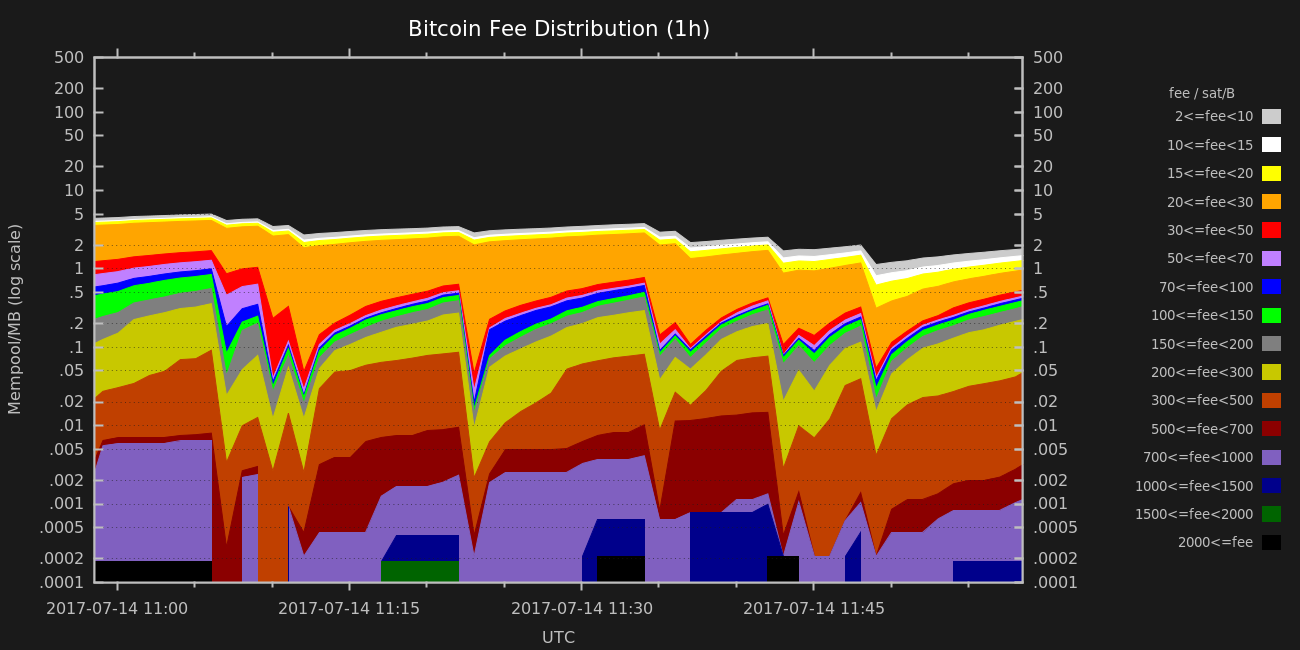 Bitcoin Fee Distribution (1h)
Mempool/MB (log scale)
500
200
100
50
20
10
5
2
1
.5
.2
.1
.05
.02
.01
.005
.002
.001
.0005
.0002
.0001
500
200
100
50
20
10
5
2
1
.5
.2
.1
.05
.02
.01
.005
.002
.001
.0005
.0002
.0001
2017-07-14 11:00 2017-07-14 11:15 2017-07-14 11:30 2017-07-14 11:45
UTC
fee / sat/B
2<=fee<10
10<=fee<15
15<=fee<20
20<=fee<30
30<=fee<50
50<=fee<70
70<=fee<100
100<=fee<150
150<=fee<200
200<=fee<300
300<=fee<500
500<=fee<700
700<=fee<1000
1000<=fee<1500
1500<=fee<2000
2000<=fee